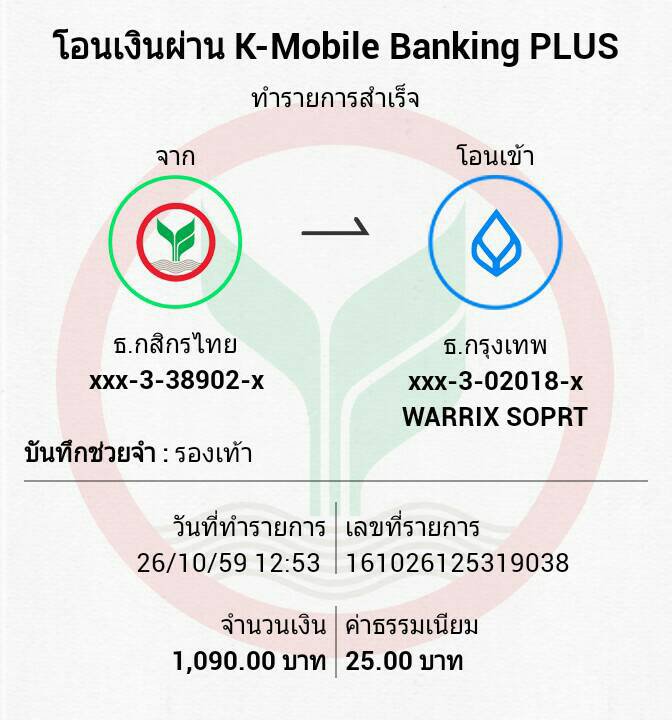 โอนเงินผ่าน K-Mobile Banking PLUS
ทำรายการสำเร็จ
จาก
โอนเข้า
ธ.กสิกรไทย
xxx-3-38902-x
ธ.กรุงเทพ
xxx-3-02018-x
WARRIX SOPRT
บันทึกช่วยจำ : รองเท้า
วันที่ทำรายการ
26/10/59 12:53
เลขที่รายการ
161026125319038
จำนวนเงิน
1,090.00 บาท
ค่าธรรมเนียม
25.00 บาท